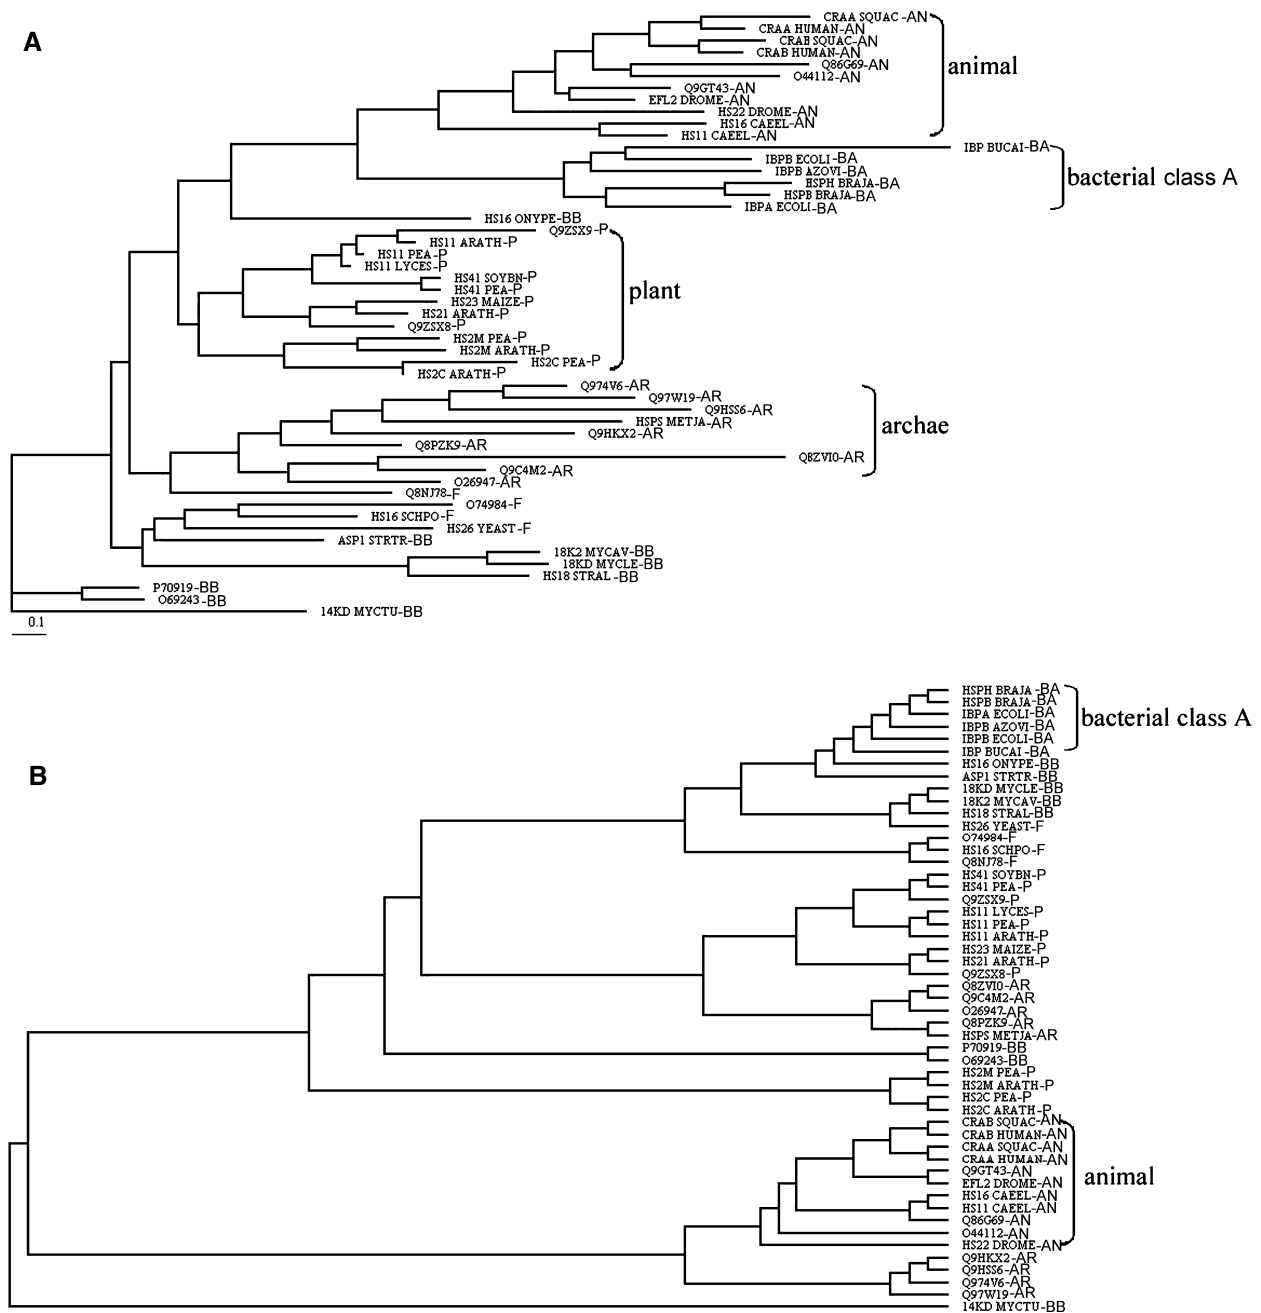 A
CRAA SQUAC -AN
CRAA HUMAN-AN
CRAB SQUAC-AN
CRAB HUMAN-AN
Q86G69-AN
O44112-AN
Q9GT43-AN
EFL2 DROME-AN
HS22 DROME-AN
HS16 CAEEL-AN
HS11 CAEEL-AN
animal
IBP BUCAI-BA
IBPB ECOLI-BA
IBPB AZOVI-BA
HSPH BRAJA-BA
HSPB BRAJA-BA
IBPA ECOLI-BA
bacterial class A
HS16 ONYPE-BB
Q9ZSX9-P
HS11 ARATH-P
HS11 PEA-P
HS11 LYCES-P
HS41 SOYBN-P
HS41 PEA-P
HS23 MAIZE-P
HS21 ARATH-P
Q9ZSX8-P
HS2M PEA-P
HS2M ARATH-P
HS2C PEA-P
HS2C ARATH-P
plant
Q974V6-AR
Q97W19-AR
Q9HSS6-AR
HSPS METJA-AR
Q9HKX2-AR
Q8PZK9-AR
Q8ZVI0-AR
Q9C4M2-AR
O26947-AR
archae
Q8NJ78-F
O74984-F
HS16 SCHPO-F
HS26 YEAST-F
ASP1 STRTR-BB
18K2 MYCAV-BB
18KD MYCLE-BB
HS18 STRAL -BB
P70919-BB
O69243-BB
14KD MYCTU-BB
0.1
B
HSPH BRAJA -BA
HSPB BRAJA-BA
IBPA ECOLI-BA
IBPB AZOVI-BA
IBPB ECOLI-BA
IBP BUCAI -BA
bacterial class A
HS16 ONYPE-BB
ASP1 STRTR-BB
18KD MYCLE-BB
18K2 MYCAV-BB
HS18 STRAL-BB
HS26 YEAST-F
O74984-F
HS16 SCHPO-F
Q8NJ78-F
HS41 SOYBN-P
HS41 PEA-P
Q9ZSX9-P
HS11 LYCES-P
HS11 PEA-P
HS11 ARATH-P
HS23 MAIZE-P
HS21 ARATH-P
Q9ZSX8-P
Q8ZVI0-AR
Q9C4M2-AR
O26947-AR
Q8PZK9-AR
HSPS METJA-AR
P70919-BB
O69243-BB
HS2M PEA-P
HS2M ARATH-P
HS2C PEA-P
HS2C ARATH-P
CRAB SQUAC-AN
CRAB HUMAN-AN
CRAA SQUAC-AN
CRAA HUMAN-AN
Q9GT43-AN
EFL2 DROME-AN
HS16 CAEEL-AN
HS11 CAEEL-AN
Q86G69-AN
O44112-AN
HS22 DROME-AN
animal
Q9HKX2-AR
Q9HSS6-AR
Q974V6-AR
Q97W19-AR
14KD MYCTU-BB